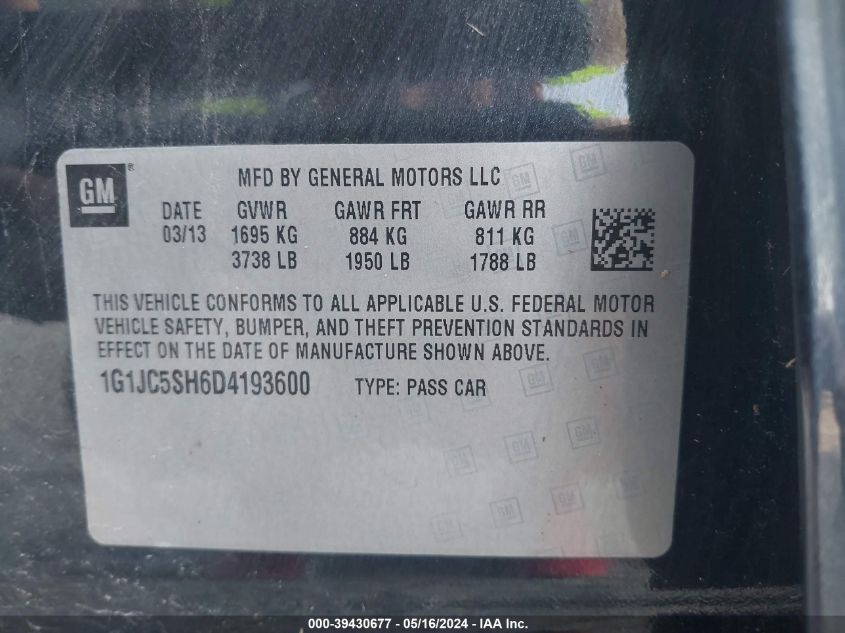 GM ® MFD BY GENERAL MOTORS LLC
DATE GVWR GAWR FRT GAWR RR
03/13 1695 KG 884 KG 811 KG
3738 LB 1950 LB 1788 LB
THIS VEHICLE CONFORMS TO ALL APPLICABLE U.S. FEDERAL MOTOR
VEHICLE SAFETY, BUMPER, AND THEFT PREVENTION STANDARDS IN
EFFECT ON THE DATE OF MANUFACTURE SHOWN ABOVE.
1G1JC5SH6D4193600 TYPE: PASS CAR
000-39430677 - 05/16/2024 - IAA Inc.